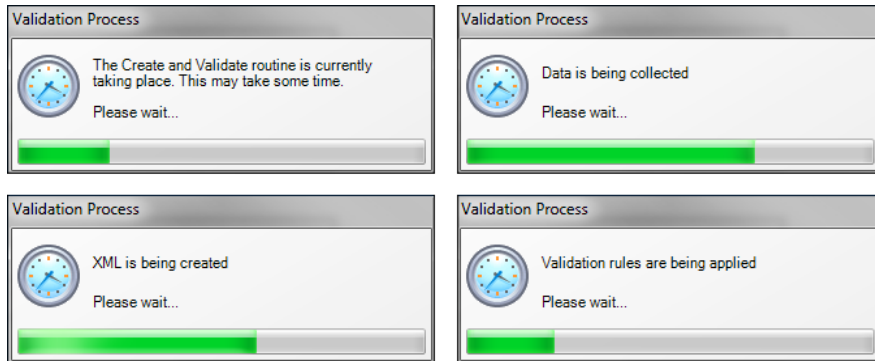 Validation Process
The Create and Validate routine is currently
taking place. This may take some time.
Please wait...
Validation Process
Data is being collected
Please wait...
Validation Process
XML is being created
Please wait...
Validation Process
Validation rules are being applied
Please wait...